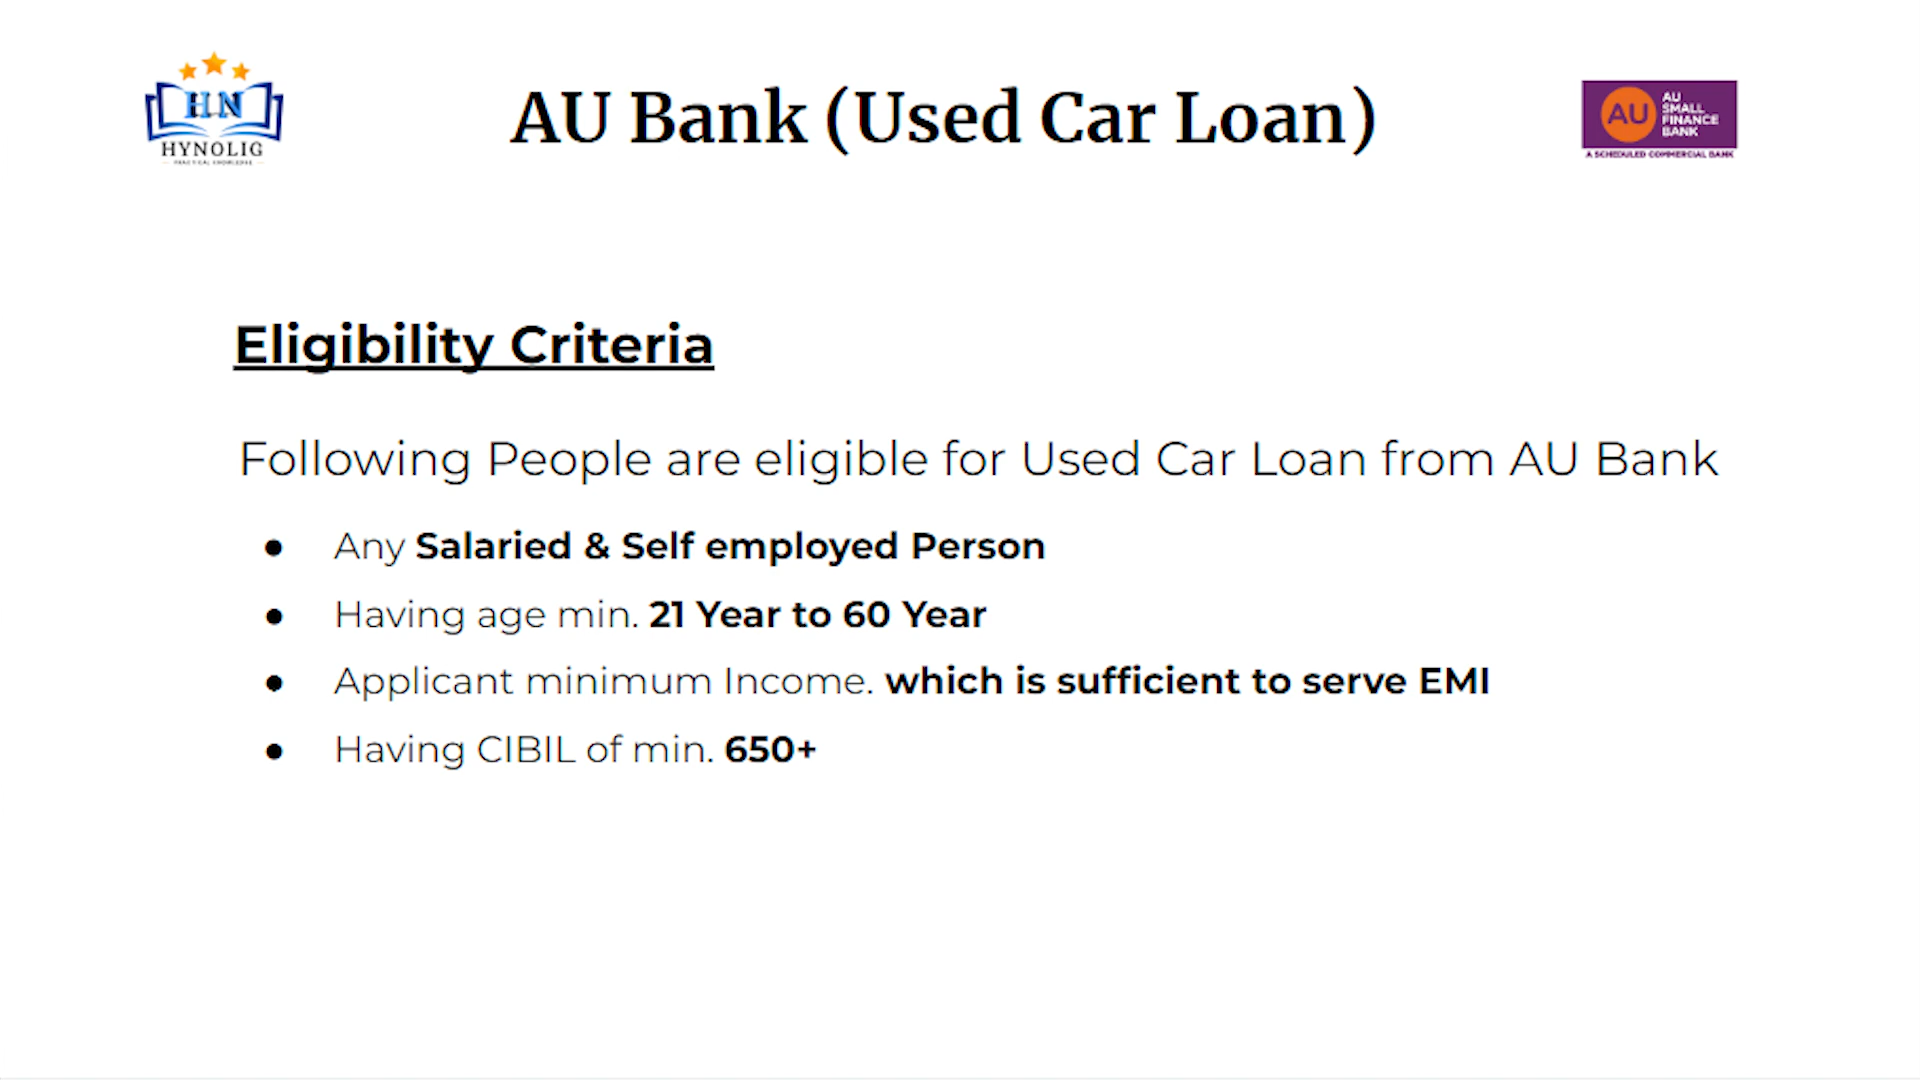 HN
HYNOLIG
PRACTICAL KNOWLEDGE
AU Bank (Used Car Loan)
AU
AU
SMALL
FINANCE
BANK
A SCHEDULED COMMERCIAL BANK
Eligibility Criteria
Following People are eligible for Used Car Loan from AU Bank
● Any Salaried & Self employed Person
● Having age min. 21 Year to 60 Year
● Applicant minimum Income. which is sufficient to serve EMI
● Having CIBIL of min. 650+